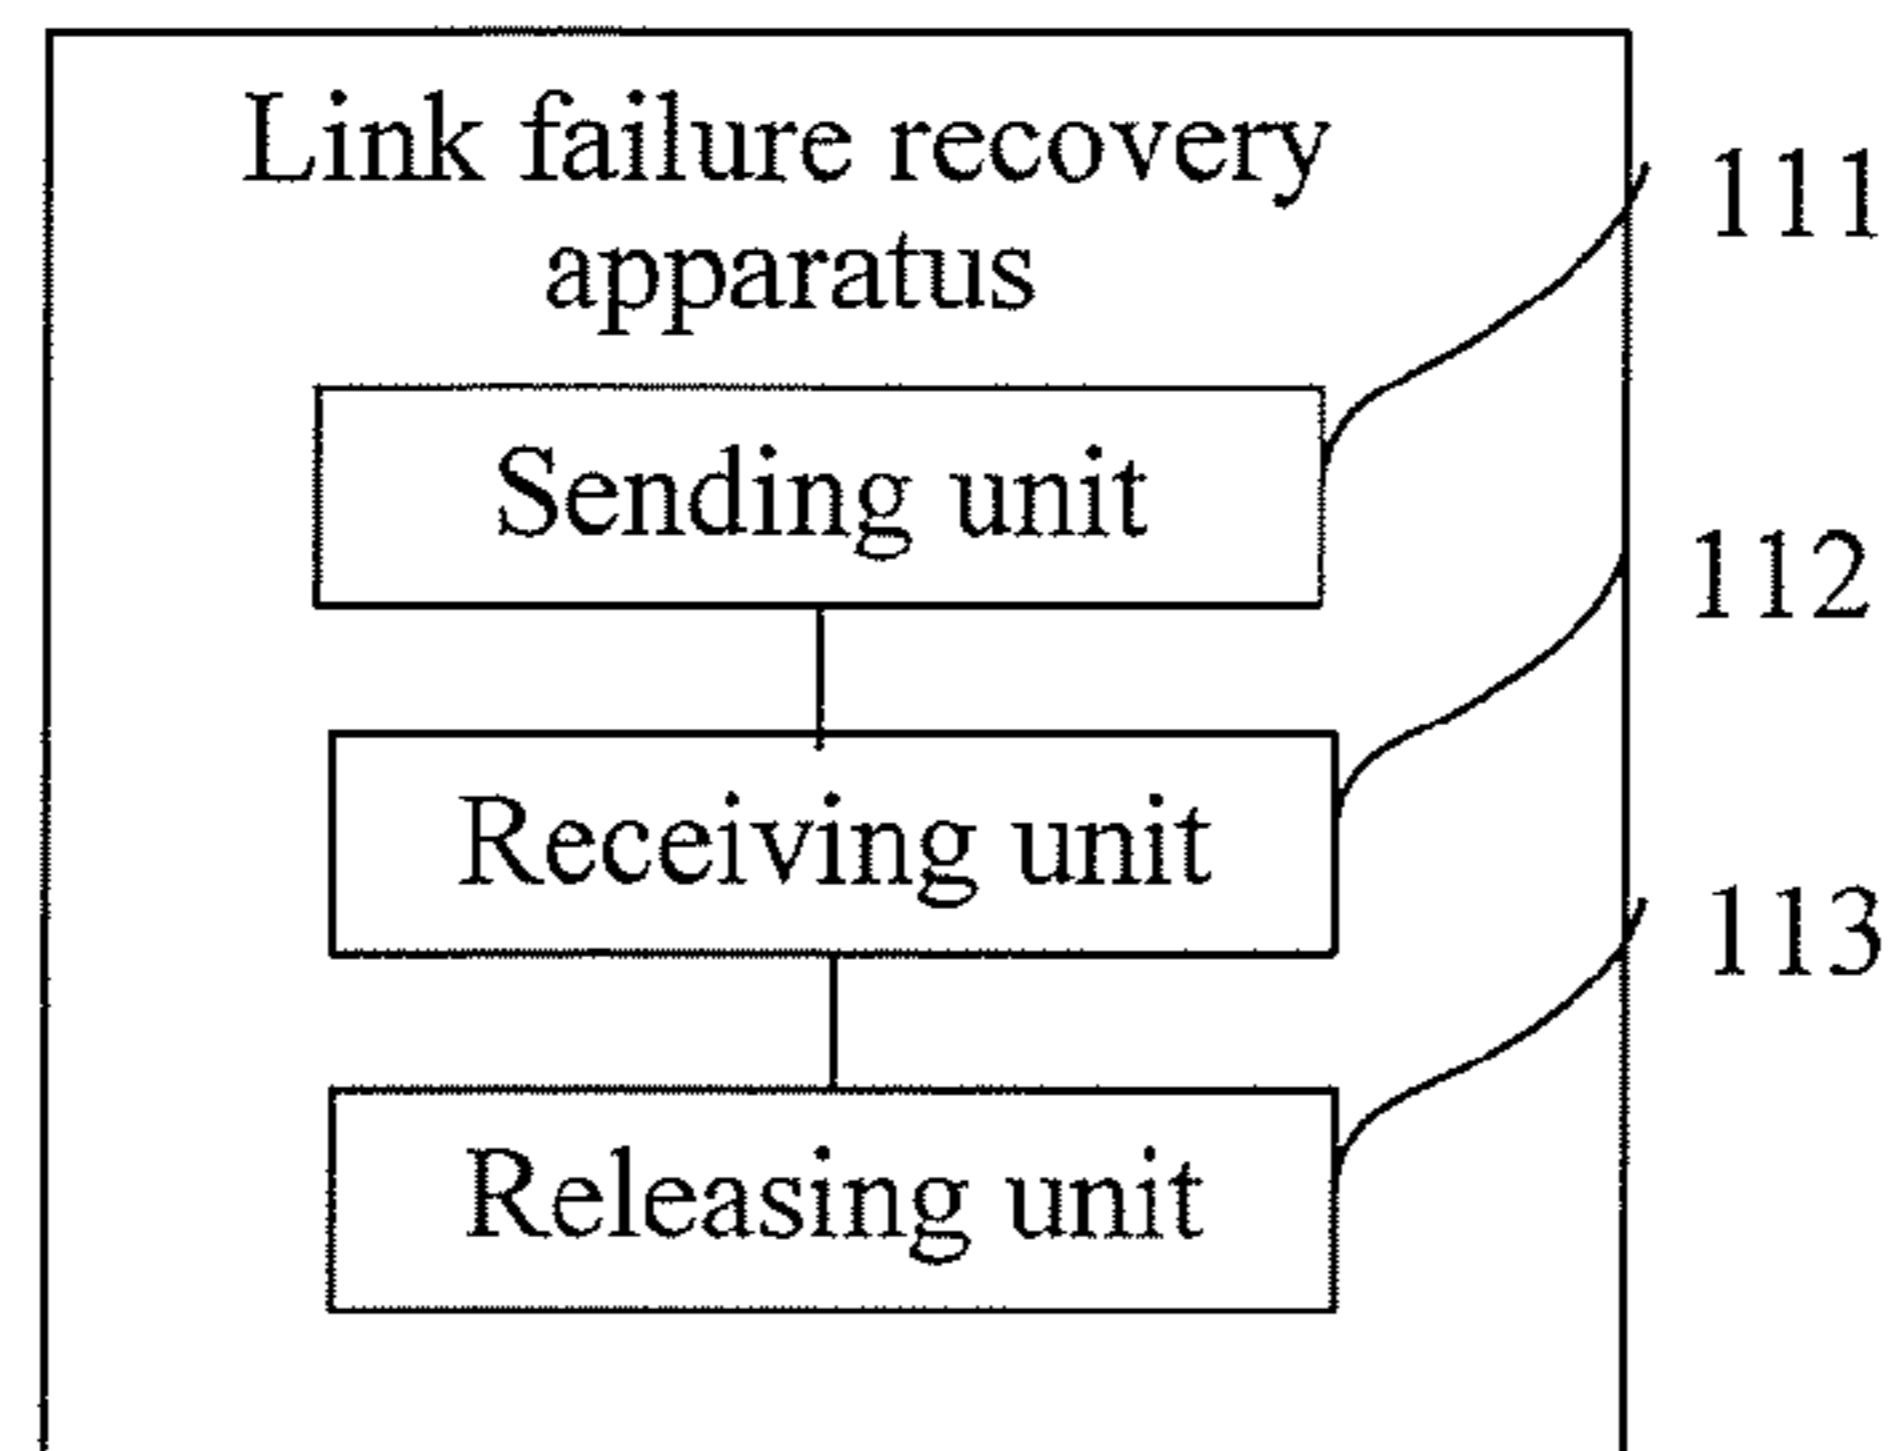 Link failure recovery
apparatus
111
Sending unit
112
Receiving unit
113
Releasing unit